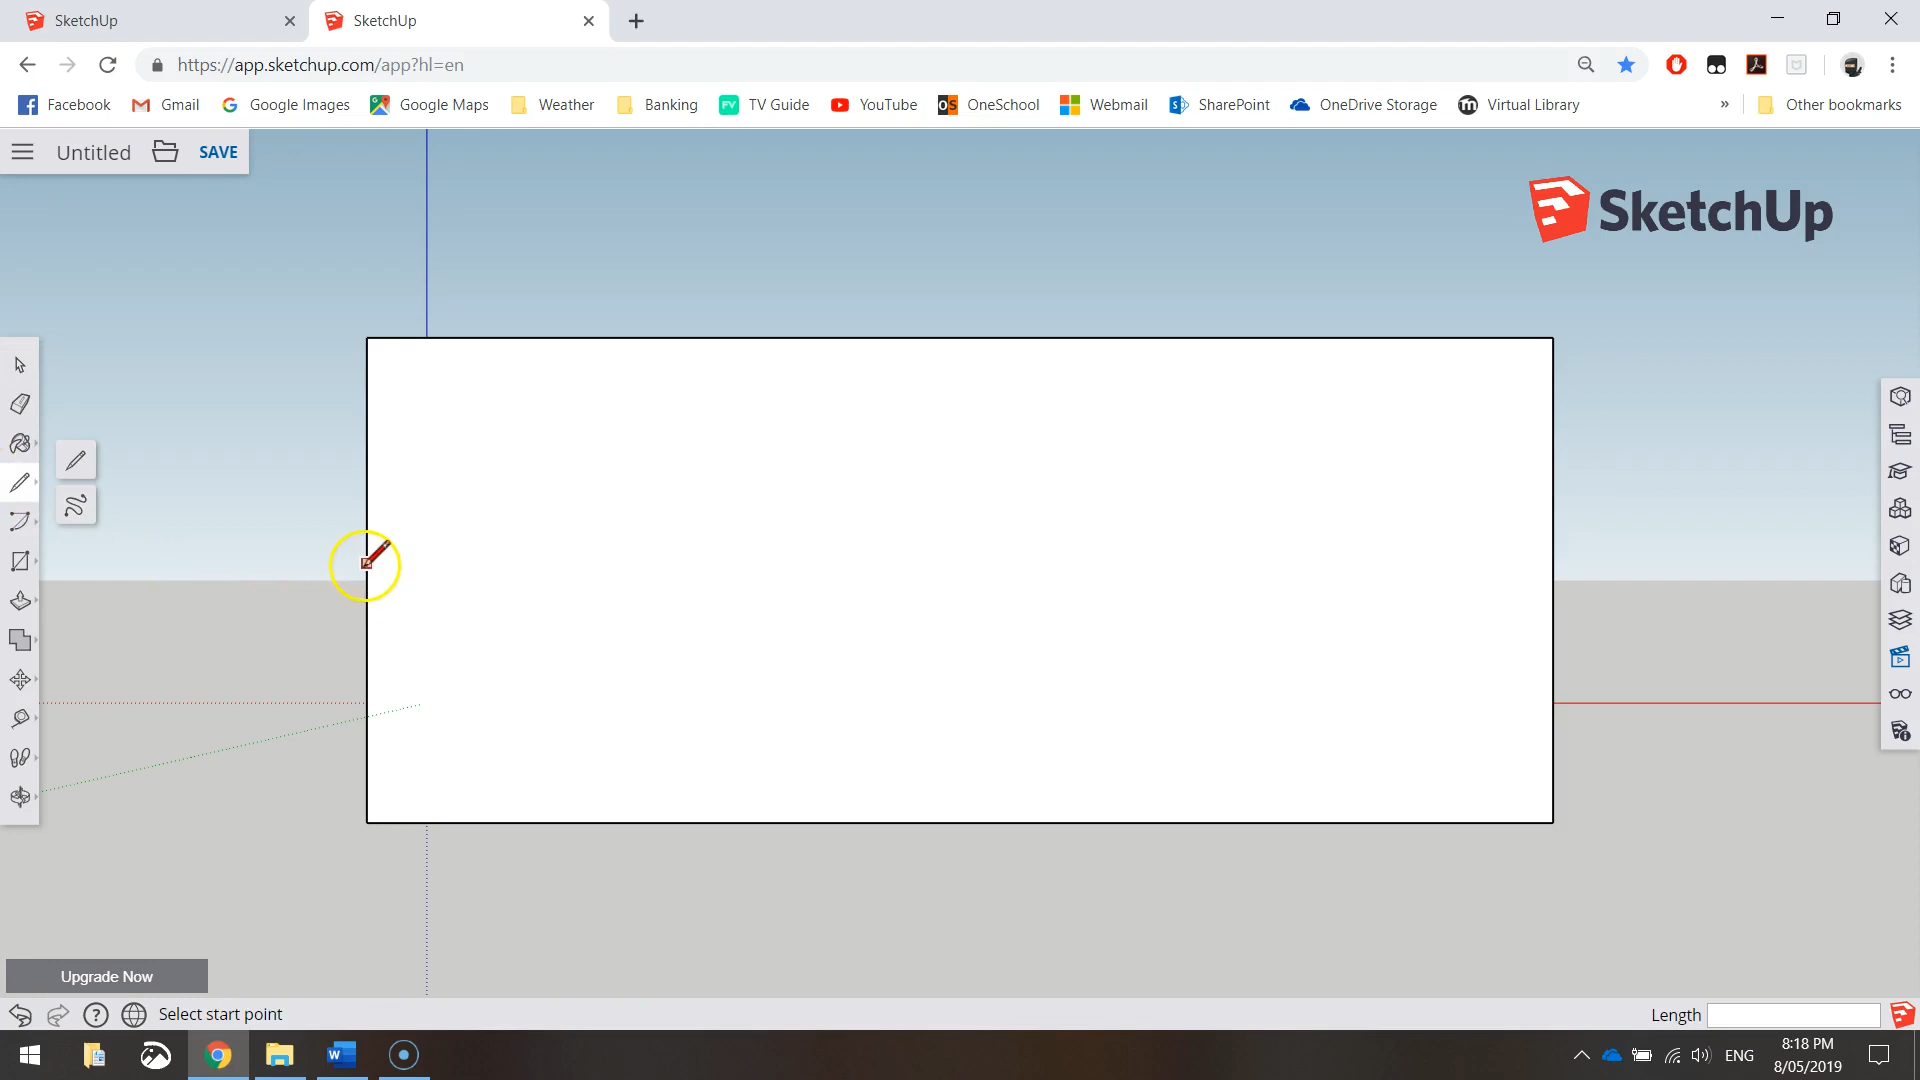 SketchUp
SketchUp
https://app.sketchup.com/app?hl=en
Facebook
Gmail
Google Images
Google Maps
Weather
Banking
TV Guide
YouTube
OneSchool
Webmail
SharePoint
OneDrive Storage
Virtual Library
»
Other bookmarks
Untitled
SAVE
SketchUp
Upgrade Now
Select start point
Length
ENG
8:18 PM
8/05/2019